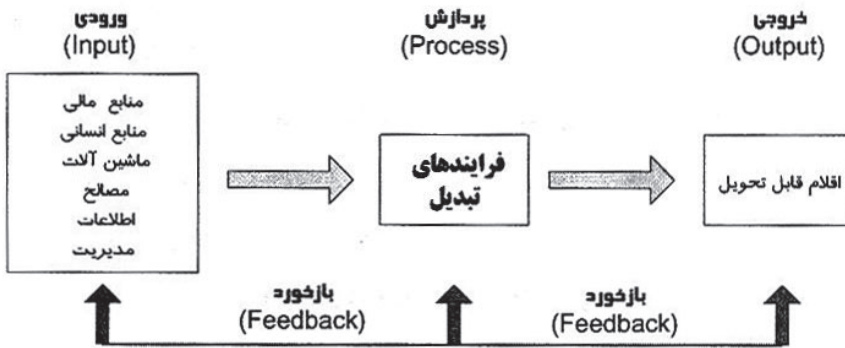 ورودی
(Input)
منابع مالی
منابع انسانی
ماشین آلات
مصالح
اطلاعات
مدیریت
پردازش
(Process)
فرایندهای
تبدیل
خروجی
(Output)
اقلام قابل تحویل
بازخورد
(Feedback)
بازخورد
(Feedback)